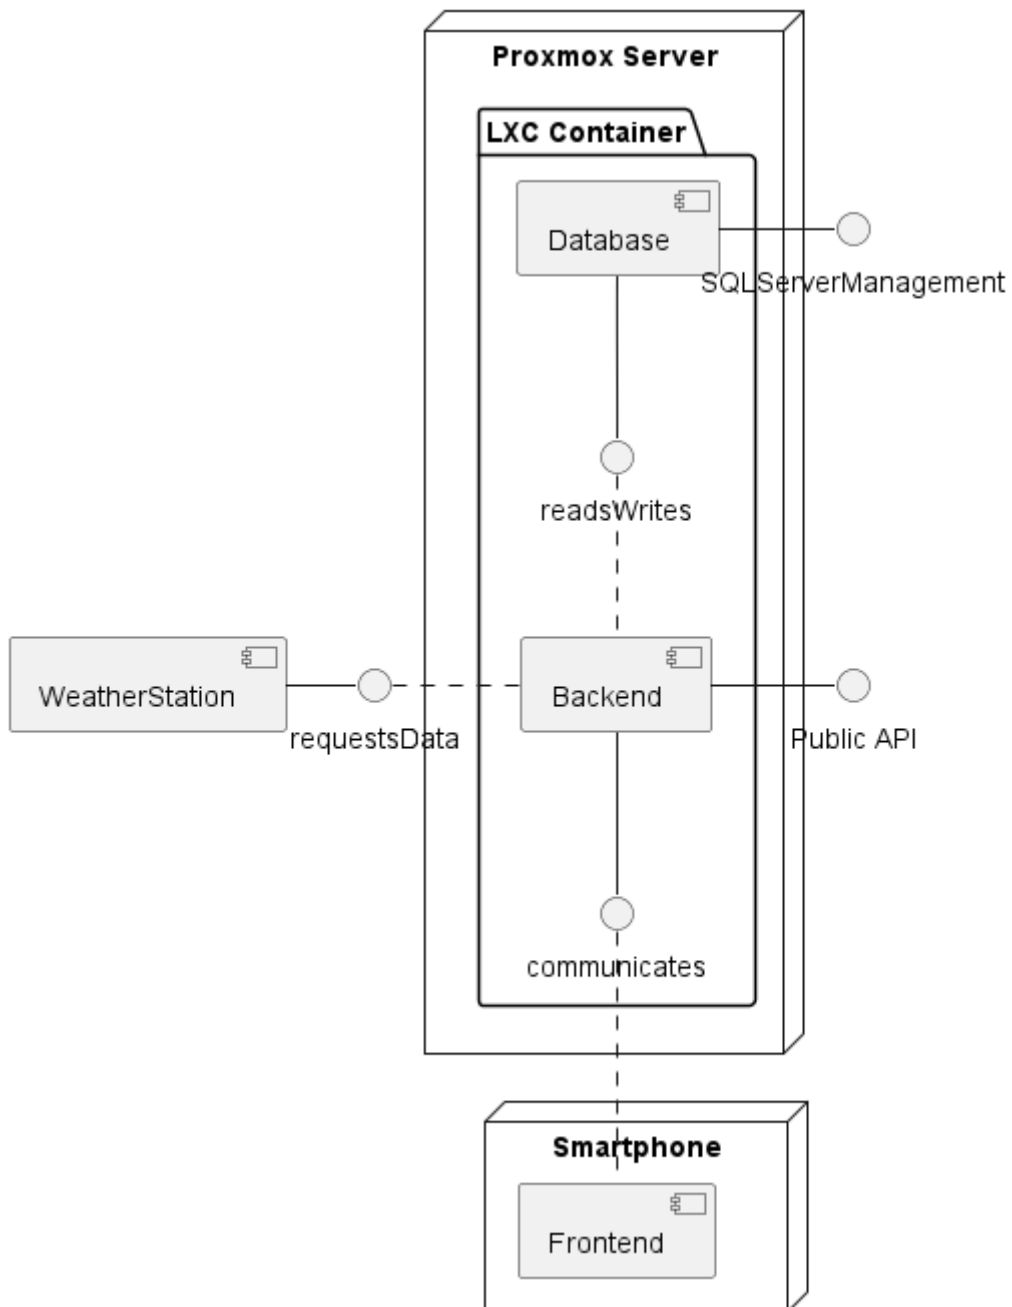 Proxmox Server
LXC Container
Database
SQLServerManagement
readsWrites
WeatherStation
requestsData
Backend
Public API
communicates
Smartphone
Frontend